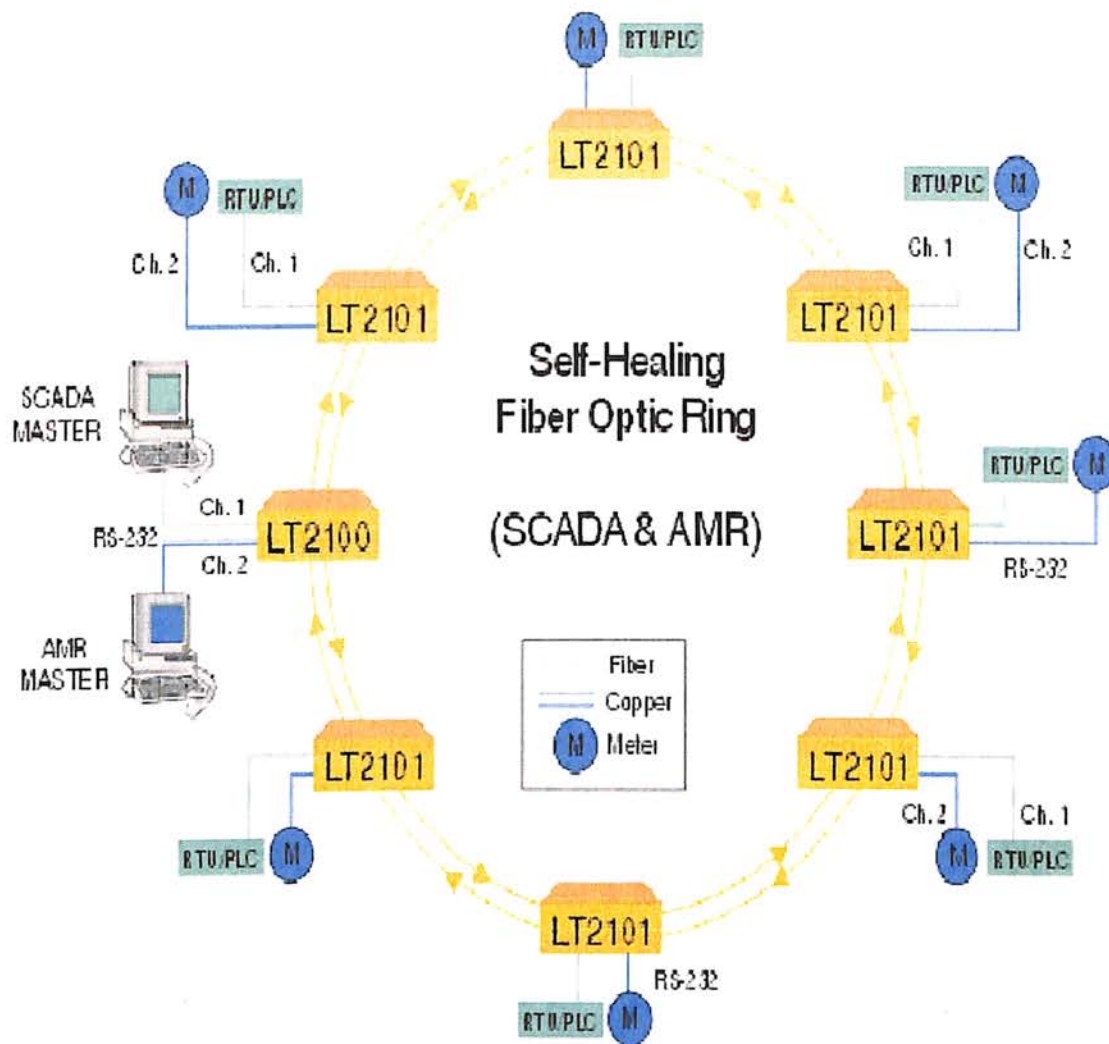 M
RTU/PLC
LT2101
M
RTU/PLC
Ch. 2
Ch. 1
LT2101
RTU/PLC
M
Ch. 1
Ch. 2
LT2101
Self-Healing
Fiber Optic Ring
(SCADA & AMR)
SCADA
MASTER
Ch. 1
RS-232
Ch. 2
LT2100
AMR
MASTER
RTU/PLC
M
LT2101
RS-232
Fiber
Copper
M
Meter
LT2101
RTU/PLC
M
LT2101
Ch. 2
Ch. 1
M
RTU/PLC
LT2101
RS-232
RTU/PLC
M